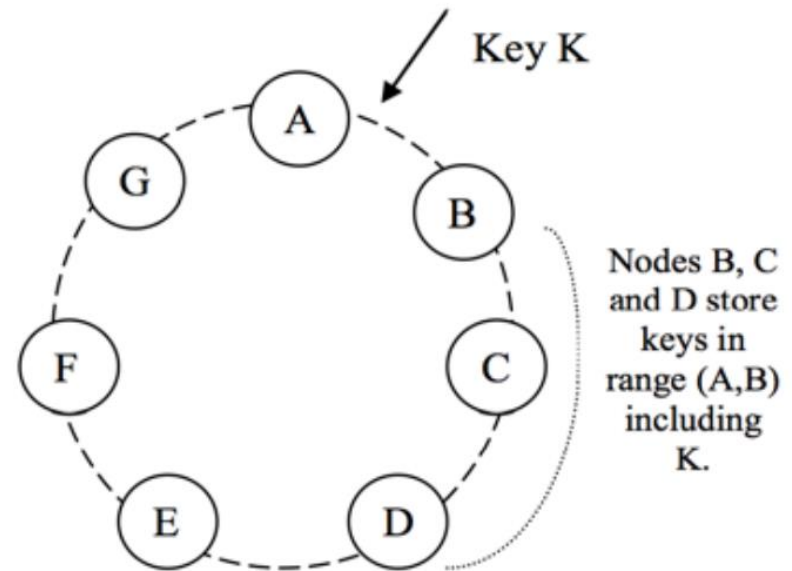 Key K
A
G
B
Nodes B, C
and D store
keys in
range (A,B)
including
K.
F
C
E
D